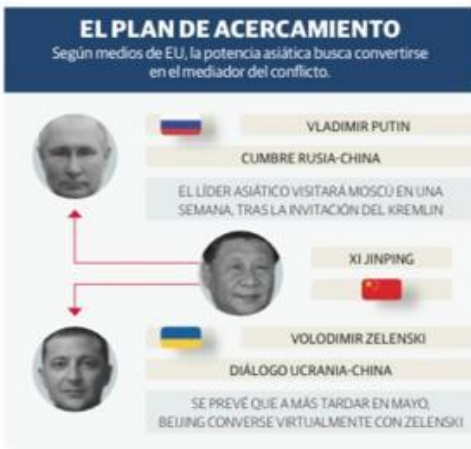 EL PLAN DE ACERCAMIENTO
Según medios de EU, la potencia asiática busca convertirse
en el mediador del conflicto.
VLADIMIR PUTIN
CUMBRE RUSIA-CHINA
EL LÍDER ASIÁTICO VISITARÁ MOSCÚ EN UNA
SEMANA, TRAS LA INVITACIÓN DEL KREMLIN
XI JINPING
VOLODIMIR ZELENSKI
DIÁLOGO UCRANIA-CHINA
SE PREVÉ QUE A MÁS TARDAR EN MAYO,
BEIJING CONVERSE VIRTUALMENTE CON ZELENSKI